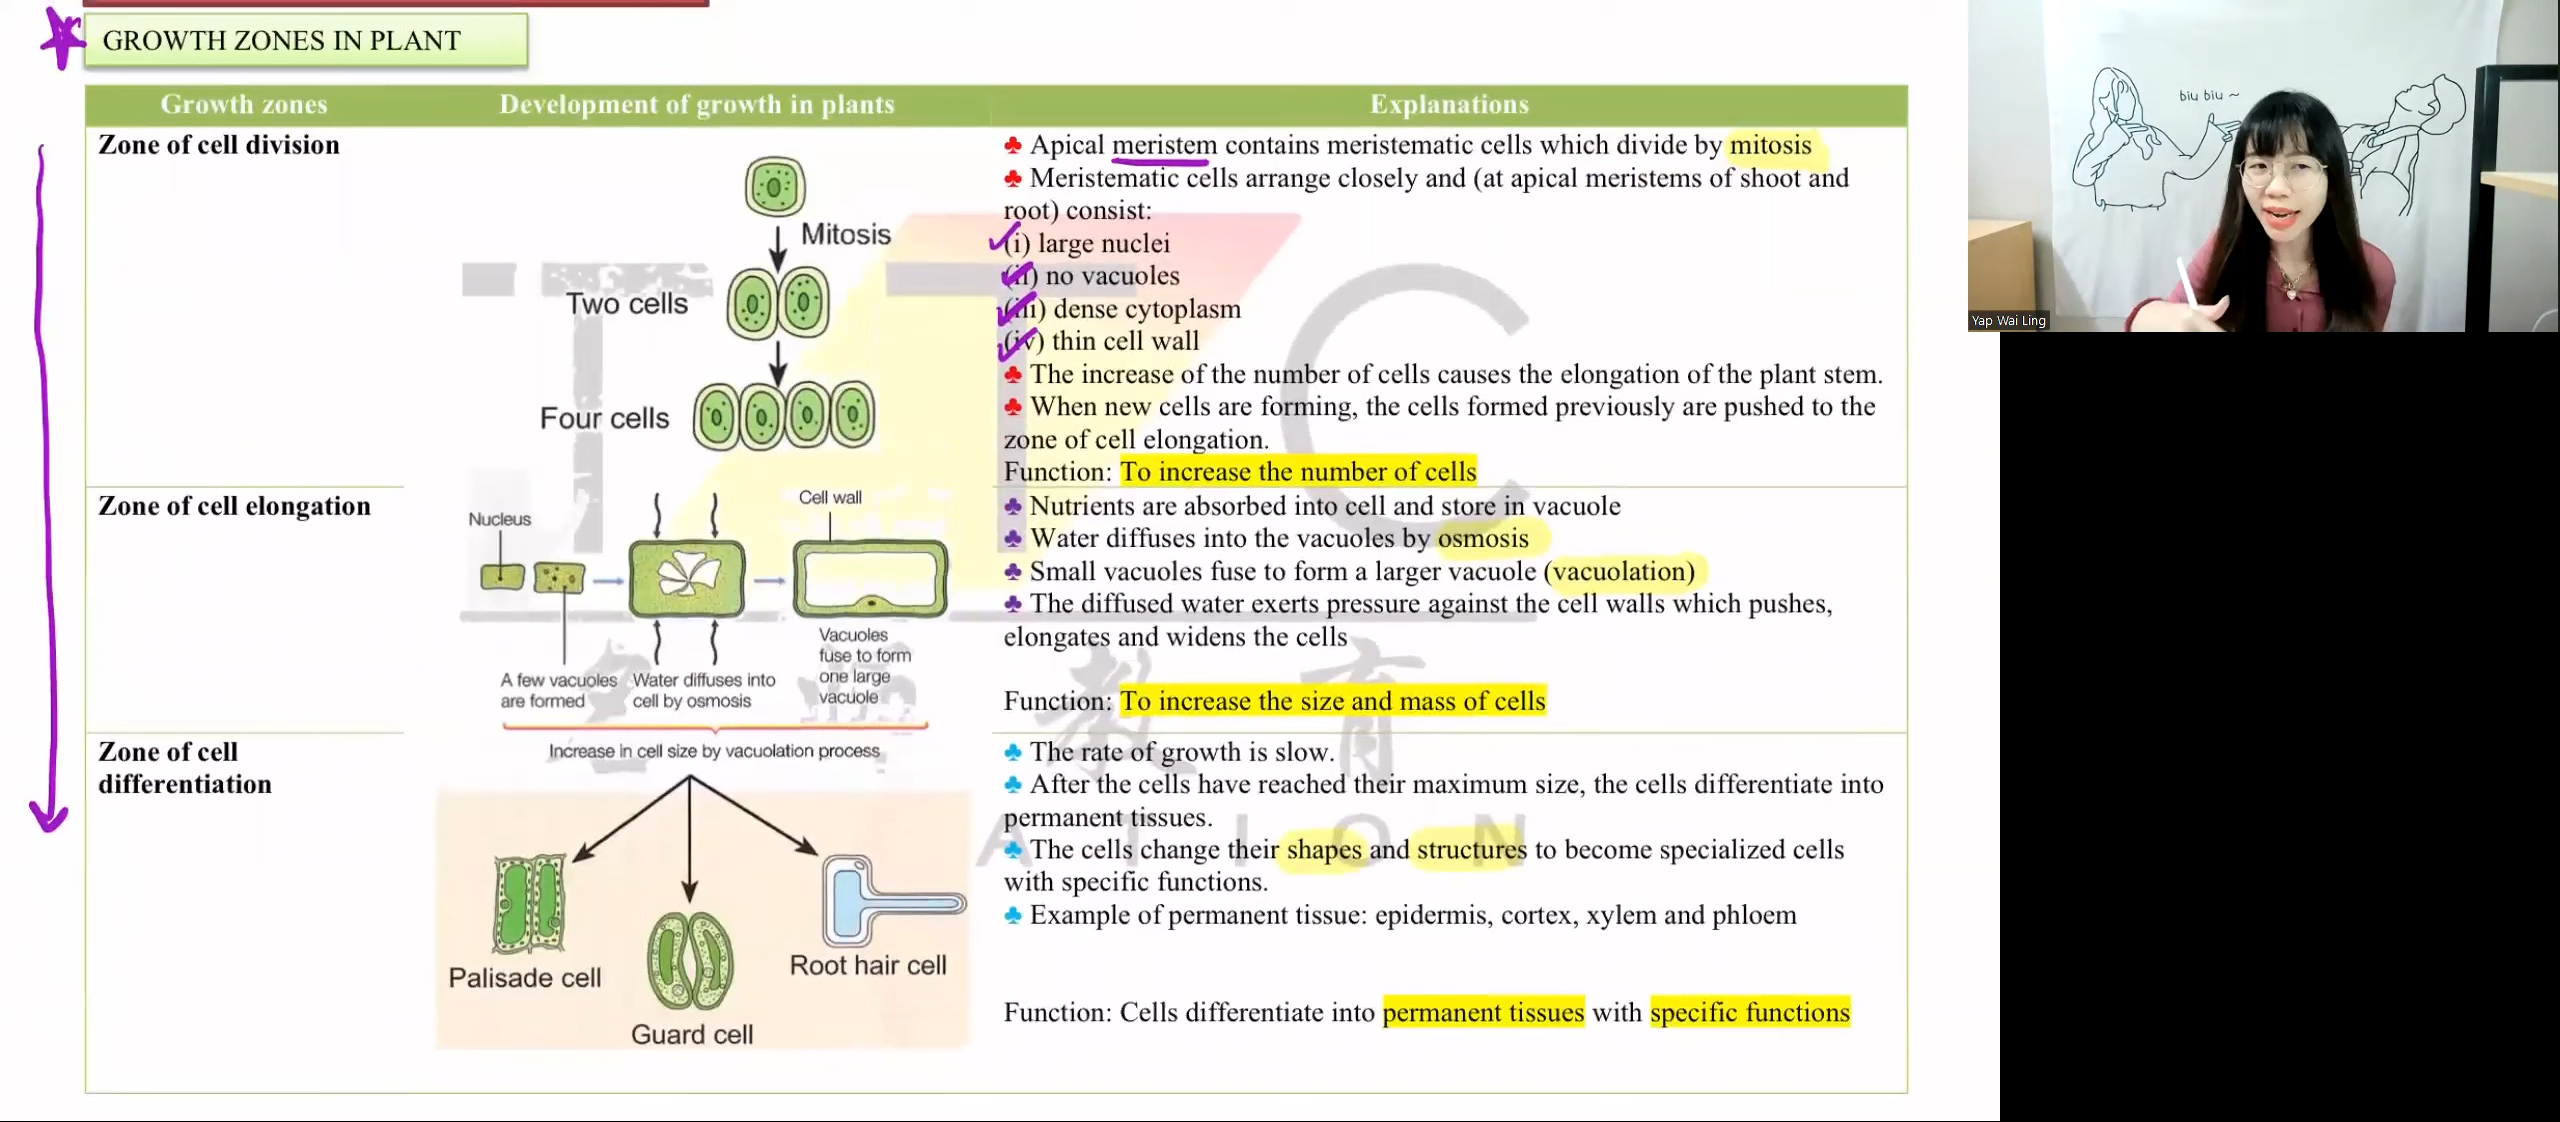 GROWTH ZONES IN PLANT
Growth zones
Development of growth in plants
Explanations
Zone of cell division
Mitosis
Two cells
Four cells
♣ Apical meristem contains meristematic cells which divide by mitosis
♣ Meristematic cells arrange closely and (at apical meristems of shoot and
root) consist:
(i) large nuclei
(ii) no vacuoles
(iii) dense cytoplasm
(iv) thin cell wall
♣ The increase of the number of cells causes the elongation of the plant stem.
♣ When new cells are forming, the cells formed previously are pushed to the
zone of cell elongation.
Function: To increase the number of cells
Zone of cell elongation
Nucleus
Cell wall
A few vacuoles
are formed
Water diffuses into
cell by osmosis
Vacuoles
fuse to form
one large
vacuole
Increase in cell size by vacuolation process
♣ Nutrients are absorbed into cell and store in vacuole
♣ Water diffuses into the vacuoles by osmosis
♣ Small vacuoles fuse to form a larger vacuole (vacuolation)
♣ The diffused water exerts pressure against the cell walls which pushes,
elongates and widens the cells
Function: To increase the size and mass of cells
Zone of cell
differentiation
Palisade cell
Guard cell
Root hair cell
♣ The rate of growth is slow.
♣ After the cells have reached their maximum size, the cells differentiate into
permanent tissues.
♣ The cells change their shapes and structures to become specialized cells
with specific functions.
♣ Example of permanent tissue: epidermis, cortex, xylem and phloem
Function: Cells differentiate into permanent tissues with specific functions
biu biu ~
Yap Wai Ling
T T C
教育
A T I O N